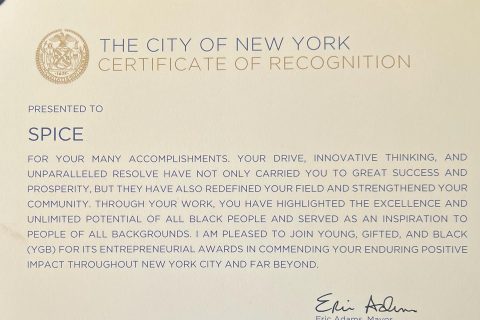 THE CITY OF NEW YORK
CERTIFICATE OF RECOGNITION
PRESENTED TO
SPICE
FOR YOUR MANY ACCOMPLISHMENTS. YOUR DRIVE, INNOVATIVE THINKING, AND
UNPARALLELED RESOLVE HAVE NOT ONLY CARRIED YOU TO GREAT SUCCESS AND
PROSPERITY, BUT THEY HAVE ALSO REDEFINED YOUR FIELD AND STRENGTHENED YOUR
COMMUNITY. THROUGH YOUR WORK, YOU HAVE HIGHLIGHTED THE EXCELLENCE AND
UNLIMITED POTENTIAL OF ALL BLACK PEOPLE AND SERVED AS AN INSPIRATION TO
PEOPLE OF ALL BACKGROUNDS. I AM PLEASED TO JOIN YOUNG, GIFTED, AND BLACK
(YGB) FOR ITS ENTREPRENEURIAL AWARDS IN COMMENDING YOUR ENDURING POSITIVE
IMPACT THROUGHOUT NEW YORK CITY AND FAR BEYOND.
Eric Adams
Eric Adams, Mayor